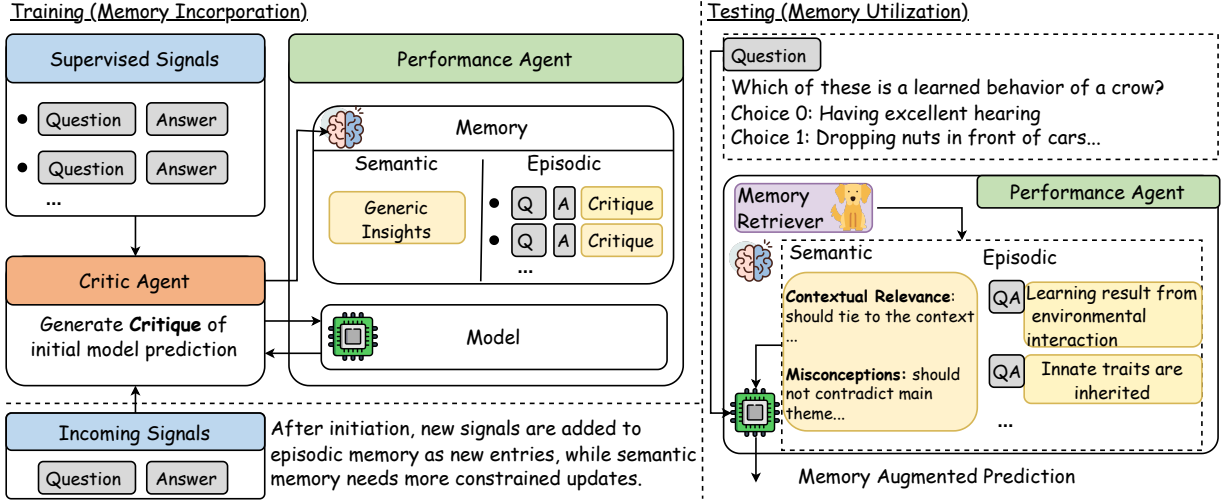 Training (Memory Incorporation)
Supervised Signals
Question Answer
Question Answer
...
Critic Agent
Generate Critique of
initial model prediction
Incoming Signals
Question Answer
Performance Agent
Memory
Semantic
Generic
Insights
Episodic
Q A Critique
Q A Critique
...
Model
After initiation, new signals are added to
episodic memory as new entries, while semantic
memory needs more constrained updates.
Testing (Memory Utilization)
Question
Which of these is a learned behavior of a crow?
Choice 0: Having excellent hearing
Choice 1: Dropping nuts in front of cars...
Performance Agent
Memory
Retriever
Semantic
Contextual Relevance:
should tie to the context
...
Misconceptions: should
not contradict main
theme...
Episodic
QA Learning result from
environmental
interaction
QA Innate traits are
inherited
...
Memory Augmented Prediction